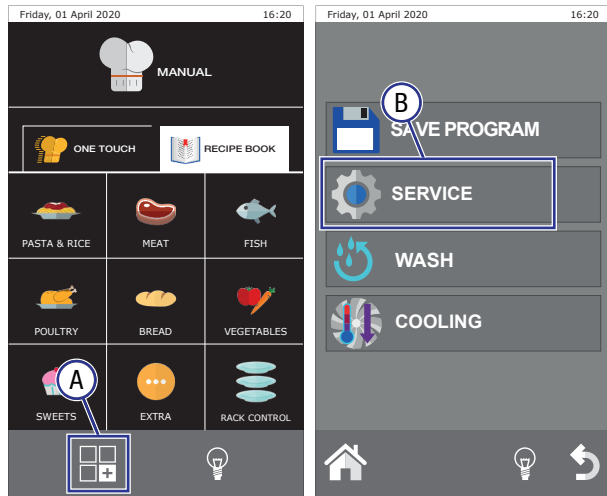 Friday, 01 April 2020 16:20
MANUAL
ONE TOUCH
RECIPE BOOK
PASTA & RICE
MEAT
FISH
POULTRY
BREAD
VEGETABLES
SWEETS
EXTRA
RACK CONTROL
A
Friday, 01 April 2020 16:20
B
SAVE PROGRAM
SERVICE
WASH
COOLING